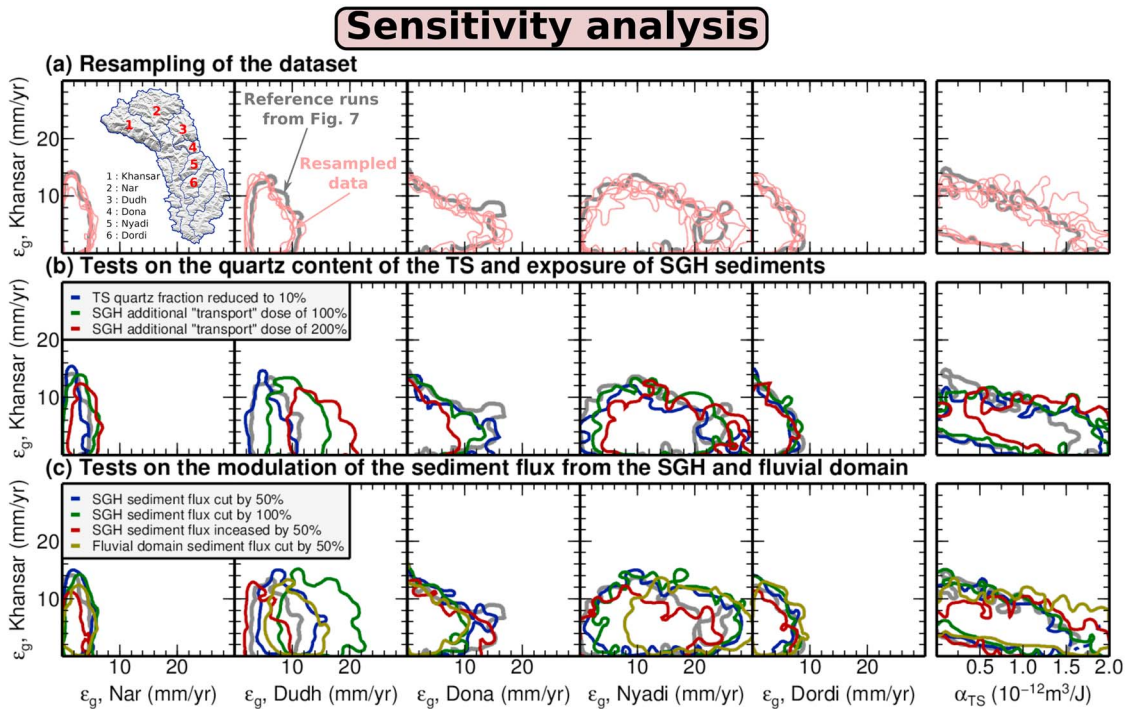 Sensitivity analysis
(a) Resampling of the dataset
εg, Khansar (mm/yr)
20
10
1
2
3
4
5
6
1 : Khansar
2 : Nar
3 : Dudh
4 : Dona
5 : Nyadi
6 : Dordi
Reference runs
from Fig. 7
Resampled
data
(b) Tests on the quartz content of the TS and exposure of SGH sediments
εg, Khansar (mm/yr)
20
10
TS quartz fraction reduced to 10%
SGH additional "transport" dose of 100%
SGH additional "transport" dose of 200%
(c) Tests on the modulation of the sediment flux from the SGH and fluvial domain
εg, Khansar (mm/yr)
20
10
SGH sediment flux cut by 50%
SGH sediment flux cut by 100%
SGH sediment flux inceased by 50%
Fluvial domain sediment flux cut by 50%
10 20 10 20 10 20 10 20 10 20 0.5 1.0 1.5 2.0
εg, Nar (mm/yr) εg, Dudh (mm/yr) εg, Dona (mm/yr) εg, Nyadi (mm/yr) εg, Dordi (mm/yr) αTS (10⁻¹²m³/J)